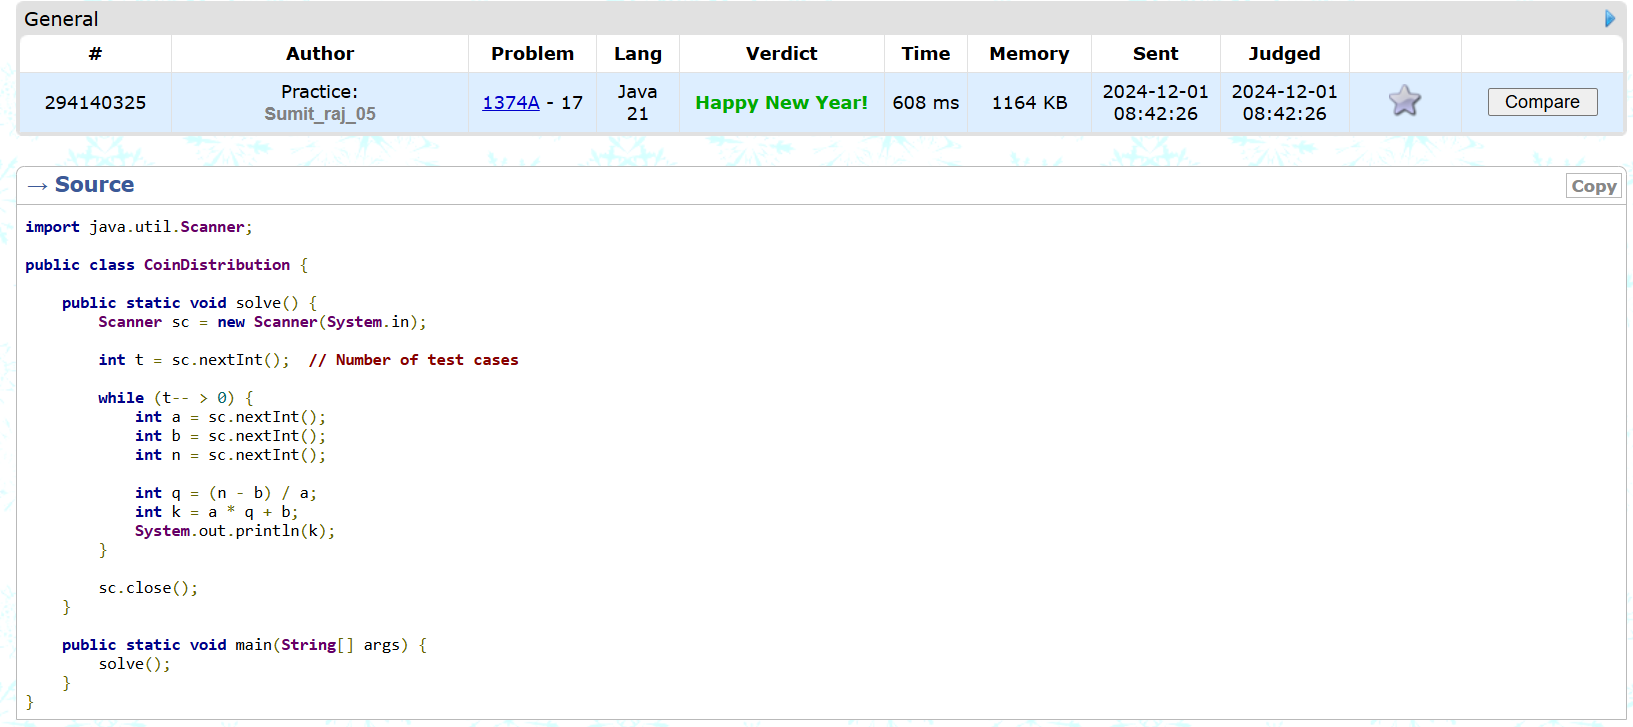 General
# Author Problem Lang Verdict Time Memory Sent Judged
294140325 Practice: Sumit_raj_05 1374A - 17 Java 21 Happy New Year! 608 ms 1164 KB 2024-12-01 08:42:26 2024-12-01 08:42:26 Compare
→ Source Copy
import java.util.Scanner;
public class CoinDistribution {
public static void solve() {
Scanner sc = new Scanner(System.in);
int t = sc.nextInt();  // Number of test cases
while (t-- > 0) {
int a = sc.nextInt();
int b = sc.nextInt();
int n = sc.nextInt();
int q = (n - b) / a;
int k = a * q + b;
System.out.println(k);
}
sc.close();
}
public static void main(String[] args) {
solve();
}
}